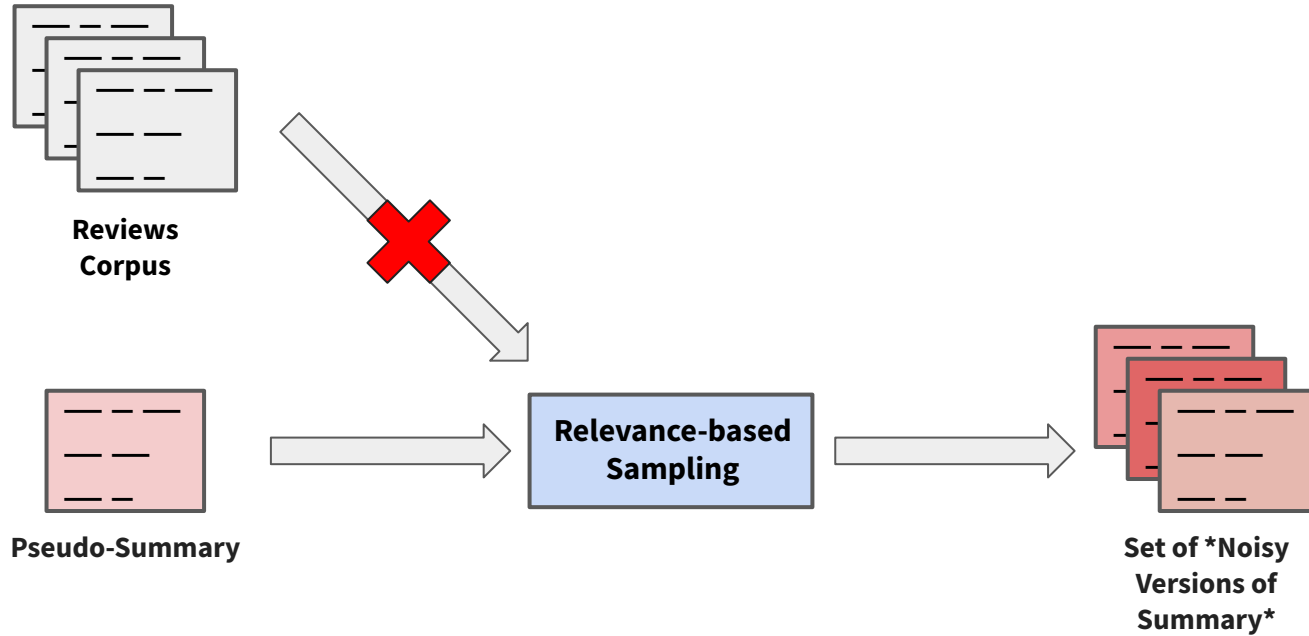 Reviews
Corpus
Relevance-based
Sampling
Pseudo-Summary
Set of *Noisy
Versions of
Summary*